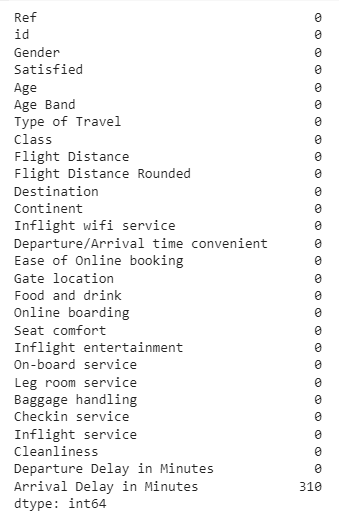 Ref 0
id 0
Gender 0
Satisfied 0
Age 0
Age Band 0
Type of Travel 0
Class 0
Flight Distance 0
Flight Distance Rounded 0
Destination 0
Continent 0
Inflight wifi service 0
Departure/Arrival time convenient 0
Ease of Online booking 0
Gate location 0
Food and drink 0
Online boarding 0
Seat comfort 0
Inflight entertainment 0
On-board service 0
Leg room service 0
Baggage handling 0
Checkin service 0
Inflight service 0
Cleanliness 0
Departure Delay in Minutes 0
Arrival Delay in Minutes 310
dtype: int64